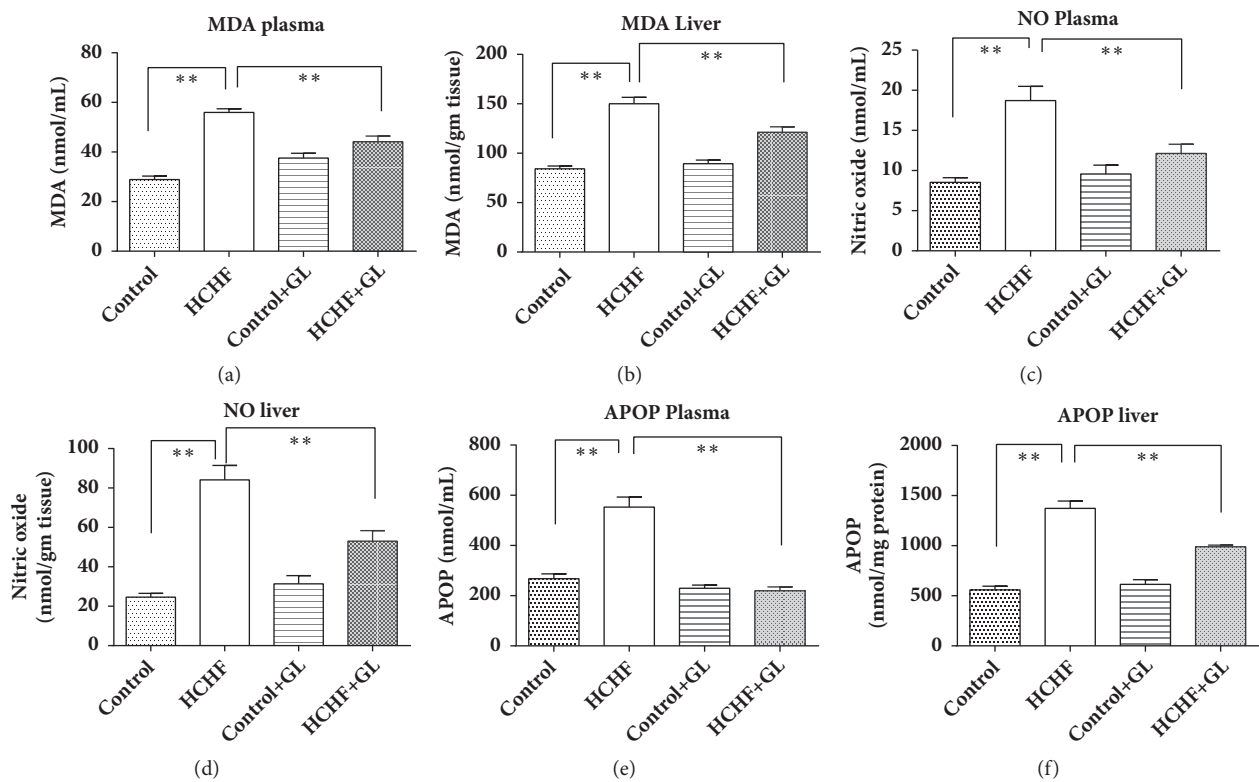 MDA plasma
MDA (nmol/mL)
80
60
40
20
0
**
**
Control
HCHF
Control+GL
HCHF+GL
(a)
MDA Liver
MDA (nmol/gm tissue)
200
150
100
50
0
**
**
Control
HCHF
Control+GL
HCHF+GL
(b)
NO Plasma
Nitric oxide (nmol/mL)
25
20
15
10
5
0
**
**
Control
HCHF
Control+GL
HCHF+GL
(c)
NO liver
Nitric oxide
(nmol/gm tissue)
100
80
60
40
20
0
**
**
Control
HCHF
Control+GL
HCHF+GL
(d)
APOP Plasma
APOP (nmol/mL)
800
600
400
200
0
**
**
Control
HCHF
Control+GL
HCHF+GL
(e)
APOP liver
APOP
(nmol/mg protein)
2000
1500
1000
500
0
**
**
Control
HCHF
Control+GL
HCHF+GL
(f)